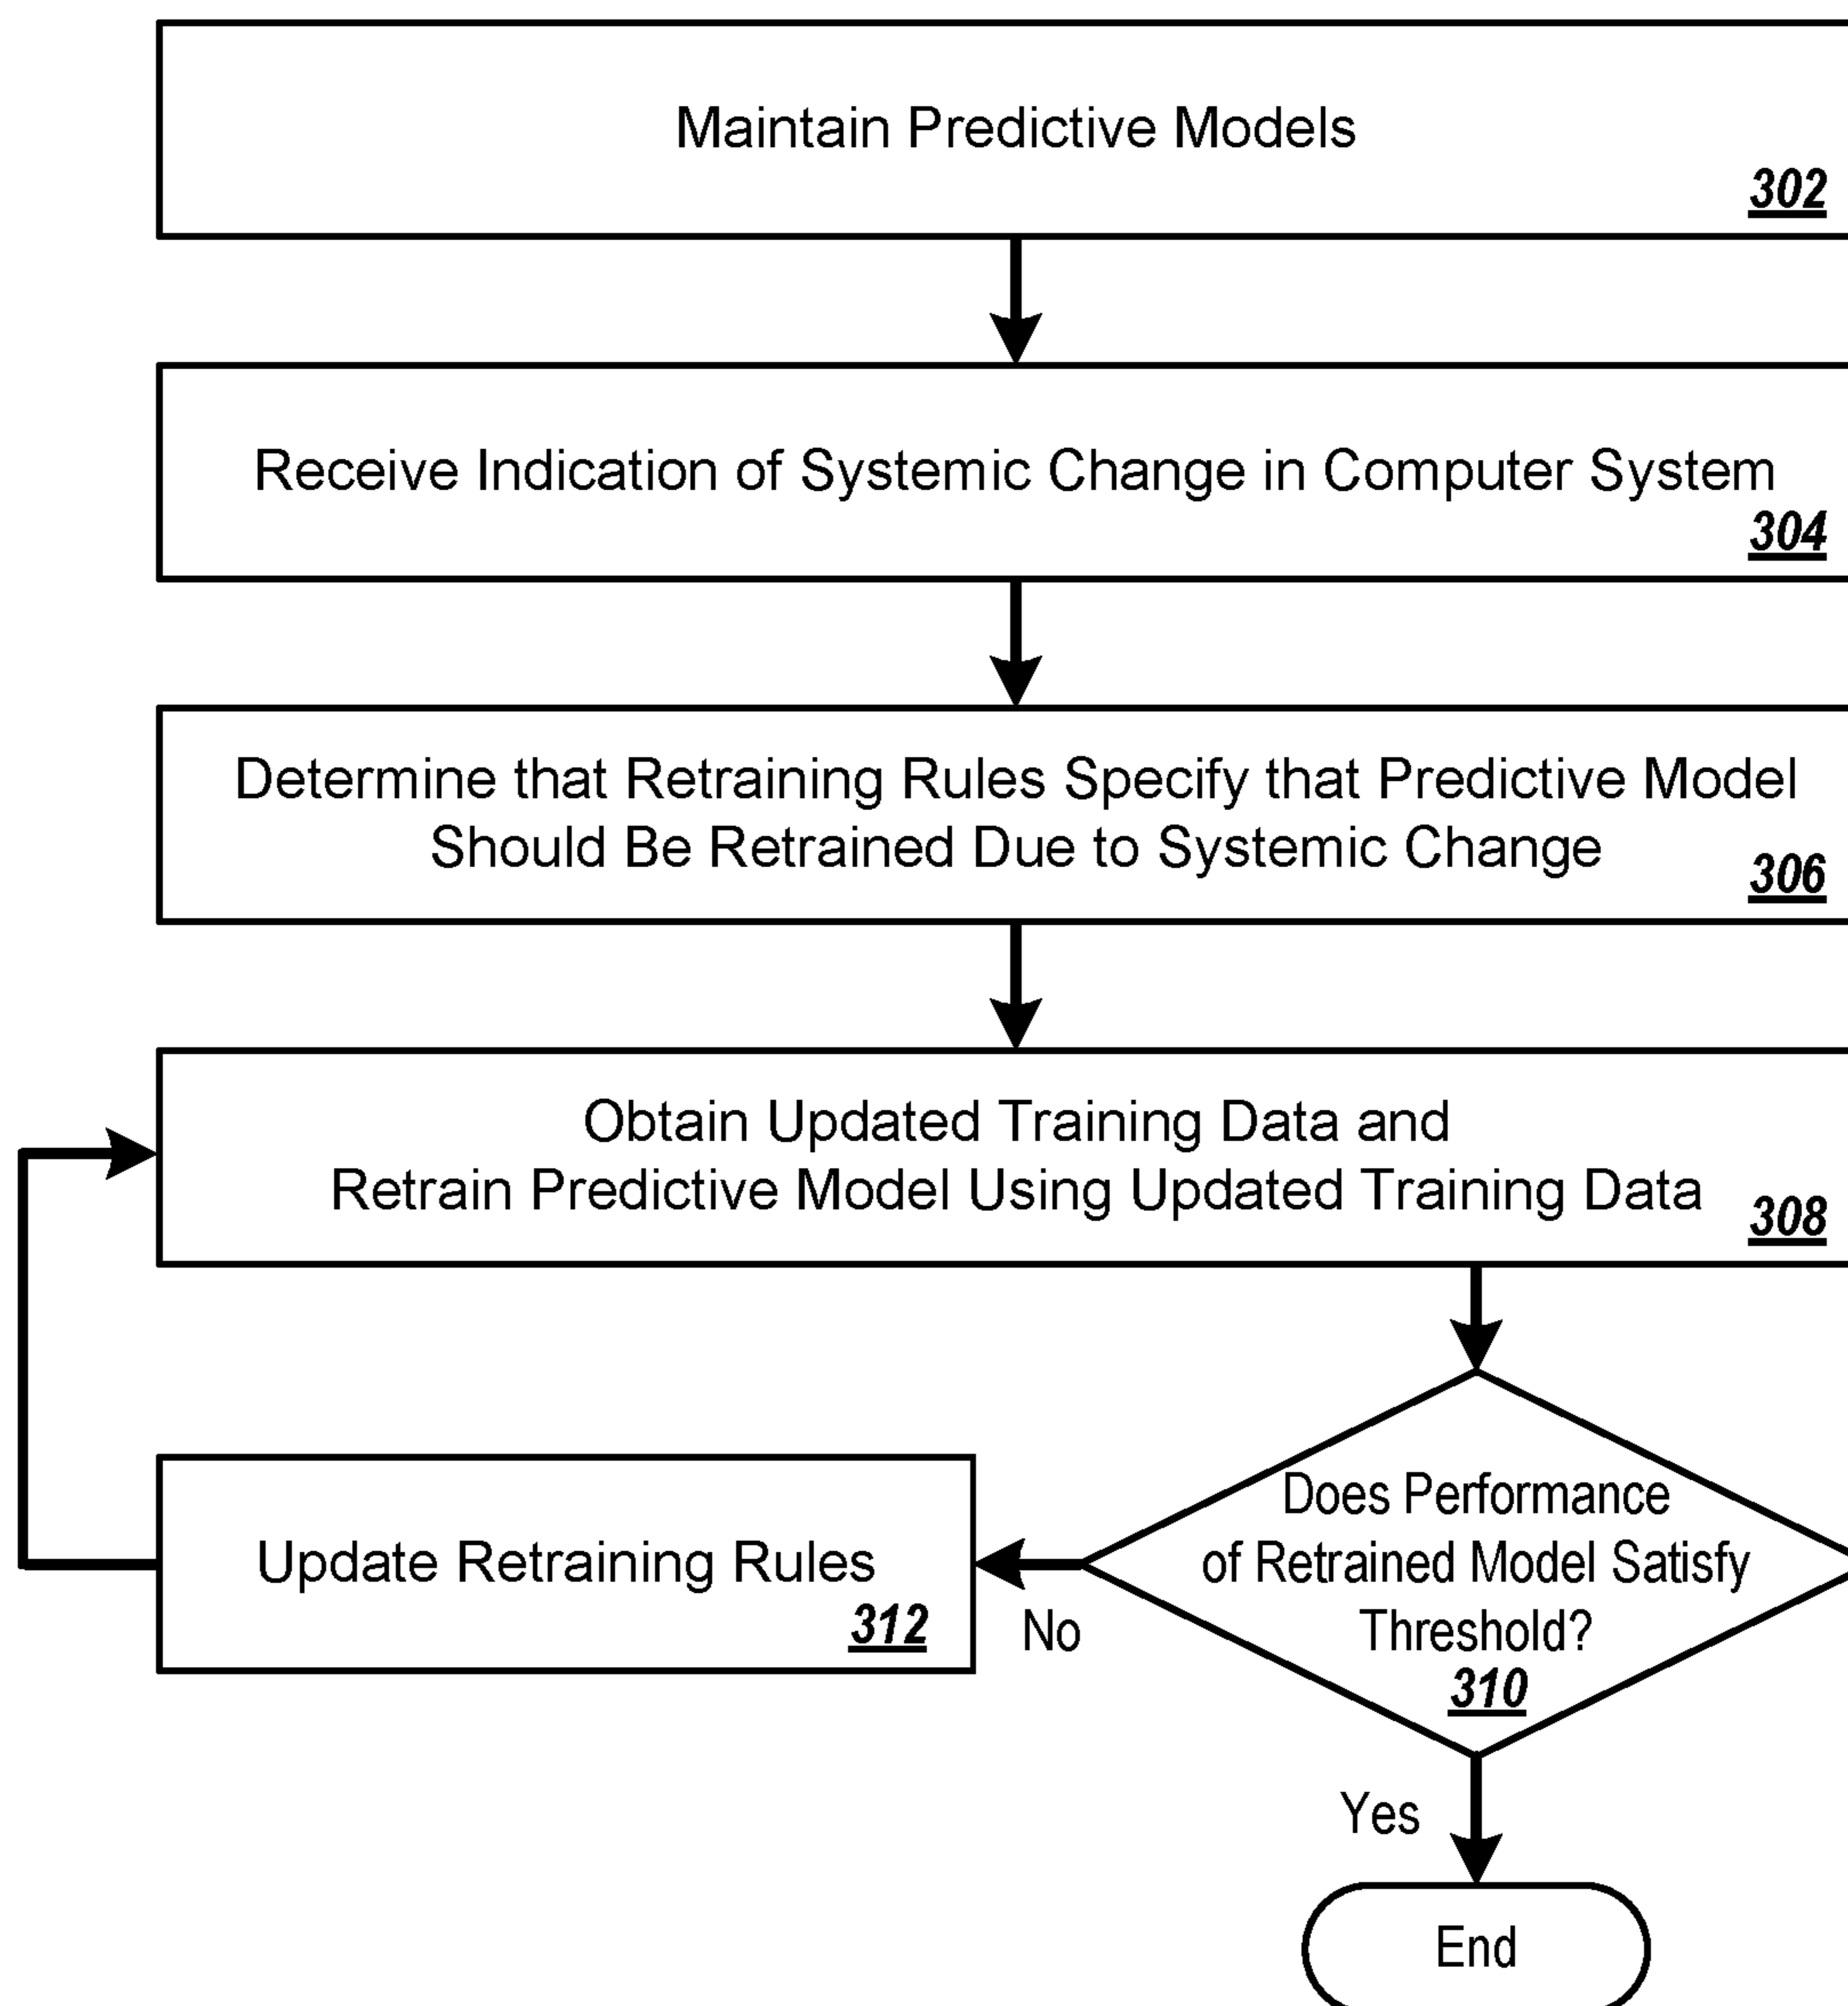 Maintain Predictive Models
302
Receive Indication of Systemic Change in Computer System
304
Determine that Retraining Rules Specify that Predictive Model
Should Be Retrained Due to Systemic Change
306
Obtain Updated Training Data and
Retrain Predictive Model Using Updated Training Data
308
Does Performance
of Retrained Model Satisfy
Threshold?
310
No
Update Retraining Rules
312
Yes
End